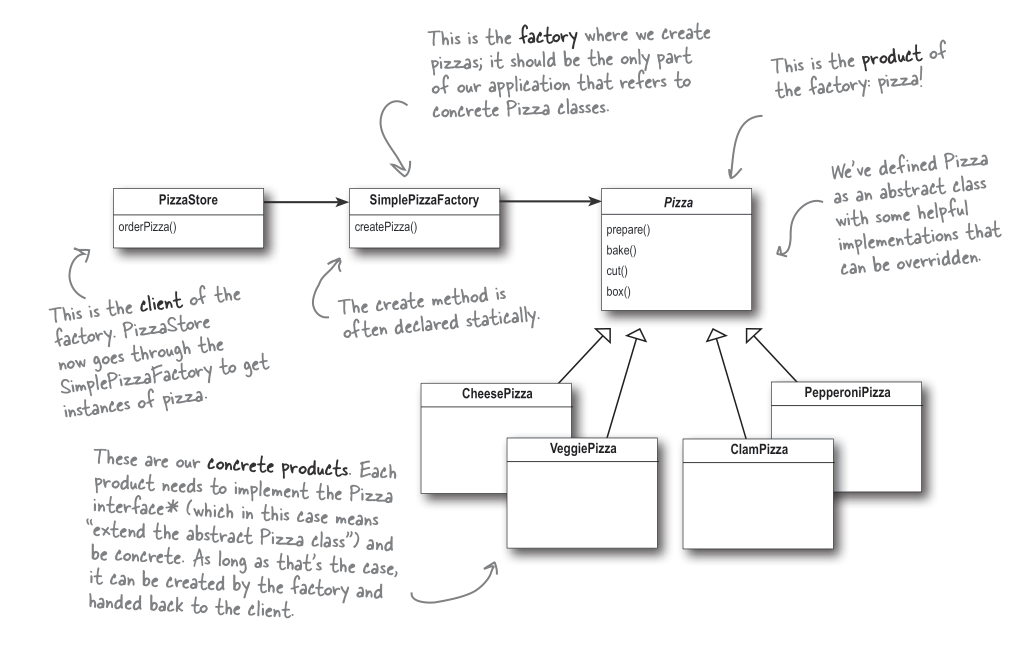 This is the factory where we create
pizzas; it should be the only part
of our application that refers to
concrete Pizza classes.
This is the product of
the factory: pizza!
We've defined Pizza
as an abstract class
with some helpful
implementations that
can be overridden.
PizzaStore
orderPizza()
SimplePizzaFactory
createPizza()
Pizza
prepare()
bake()
cut()
box()
This is the client of the
factory. PizzaStore
now goes through the
SimplePizzaFactory to get
instances of pizza.
The create method is
often declared statically.
CheesePizza
VeggiePizza
ClamPizza
PepperoniPizza
These are our concrete products. Each
product needs to implement the Pizza
interface* (which in this case means
“extend the abstract Pizza class”) and
be concrete. As long as that's the case,
it can be created by the factory and
handed back to the client.